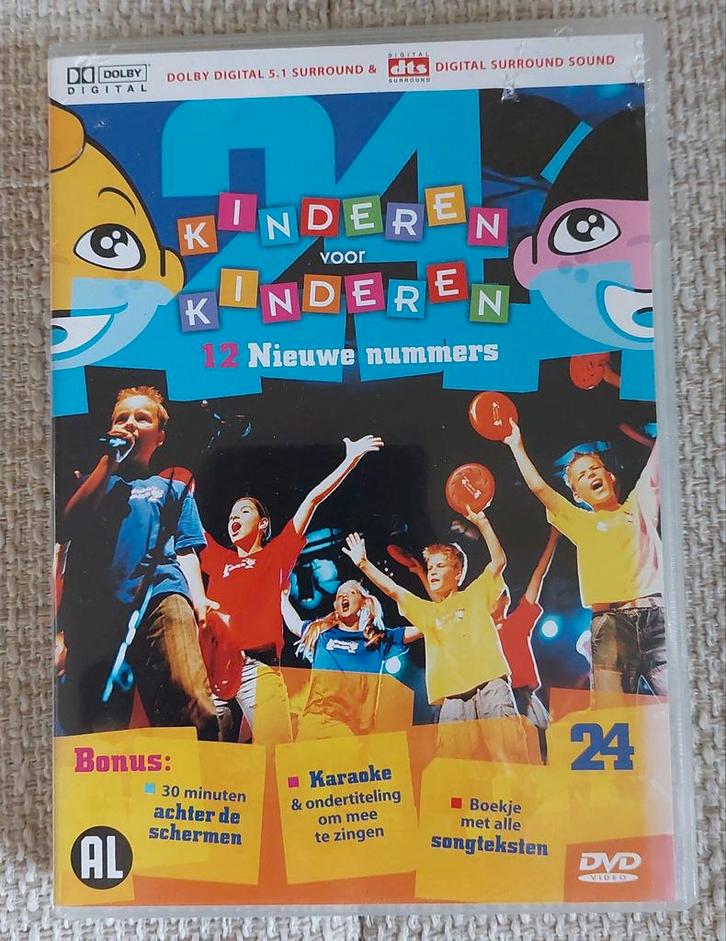 DOLBY
DIGITAL
DOLBY DIGITAL 5.1 SURROUND &
DIGITAL
dts
SURROUND
DIGITAL SURROUND SOUND
24
KINDEREN
voor
KINDEREN
12 Nieuwe nummers
Bonus:
30 minuten
achter de
schermen
Karaoke
& ondertiteling
om mee
te zingen
24
Boekje
met alle
songteksten
AL
DVD
VIDEO